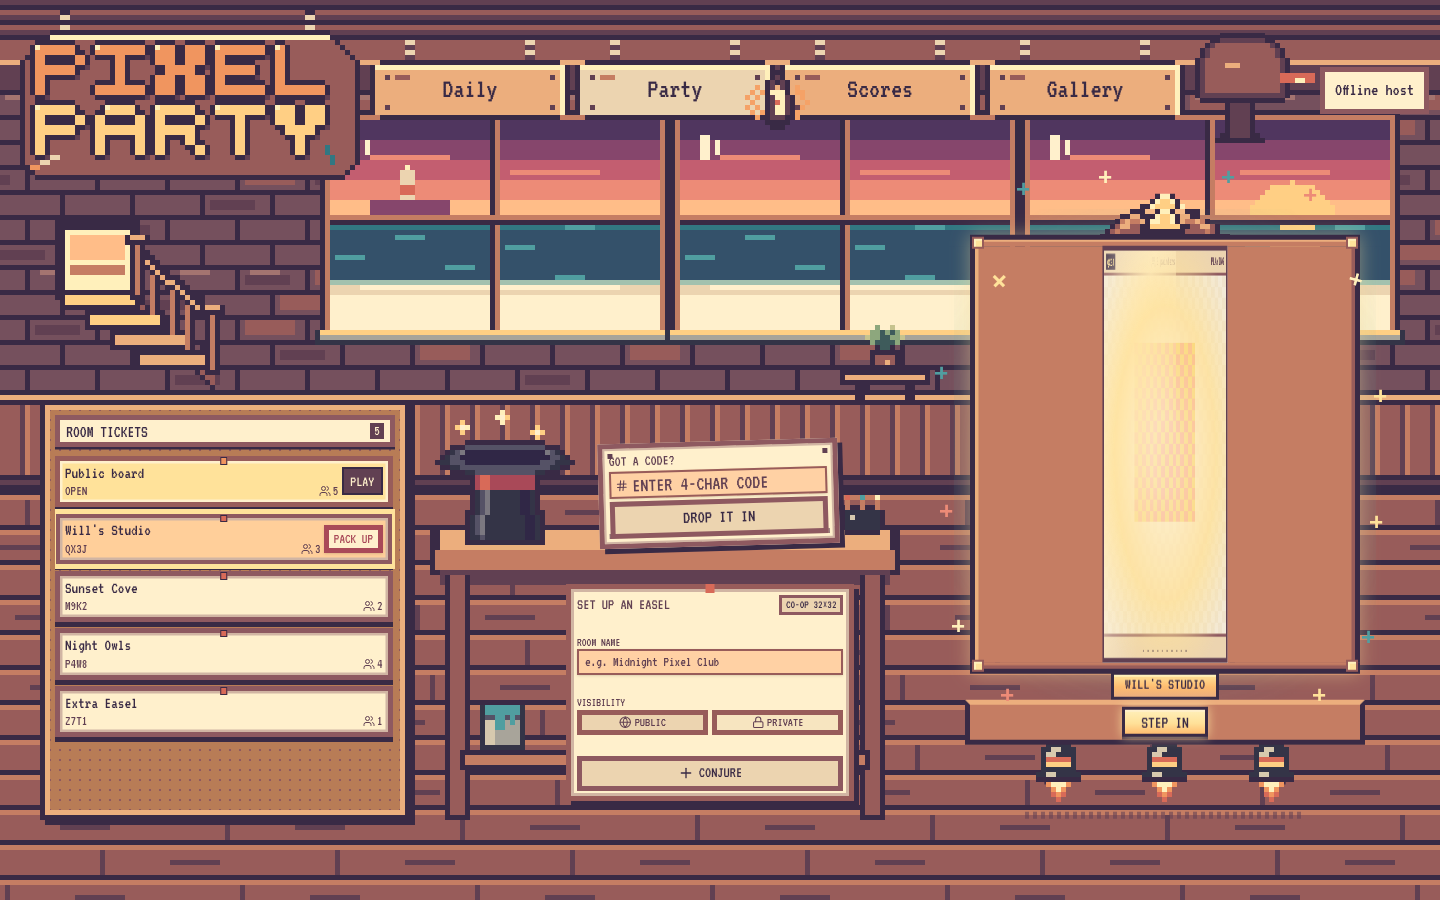 PIXEL
PARTY
Daily
Party
Scores
Gallery
Offline host
ROOM TICKETS
5
Public board
OPEN
5
PLAY
Will's Studio
QX3J
3
PACK UP
Sunset Cove
M9K2
2
Night Owls
P4W8
4
Extra Easel
Z7T1
1
GOT A CODE?
# ENTER 4-CHAR CODE
DROP IT IN
SET UP AN EASEL
CO-OP 32×32
ROOM NAME
e.g. Midnight Pixel Club
VISIBILITY
PUBLIC
PRIVATE
+ CONJURE
WILL'S STUDIO
STEP IN